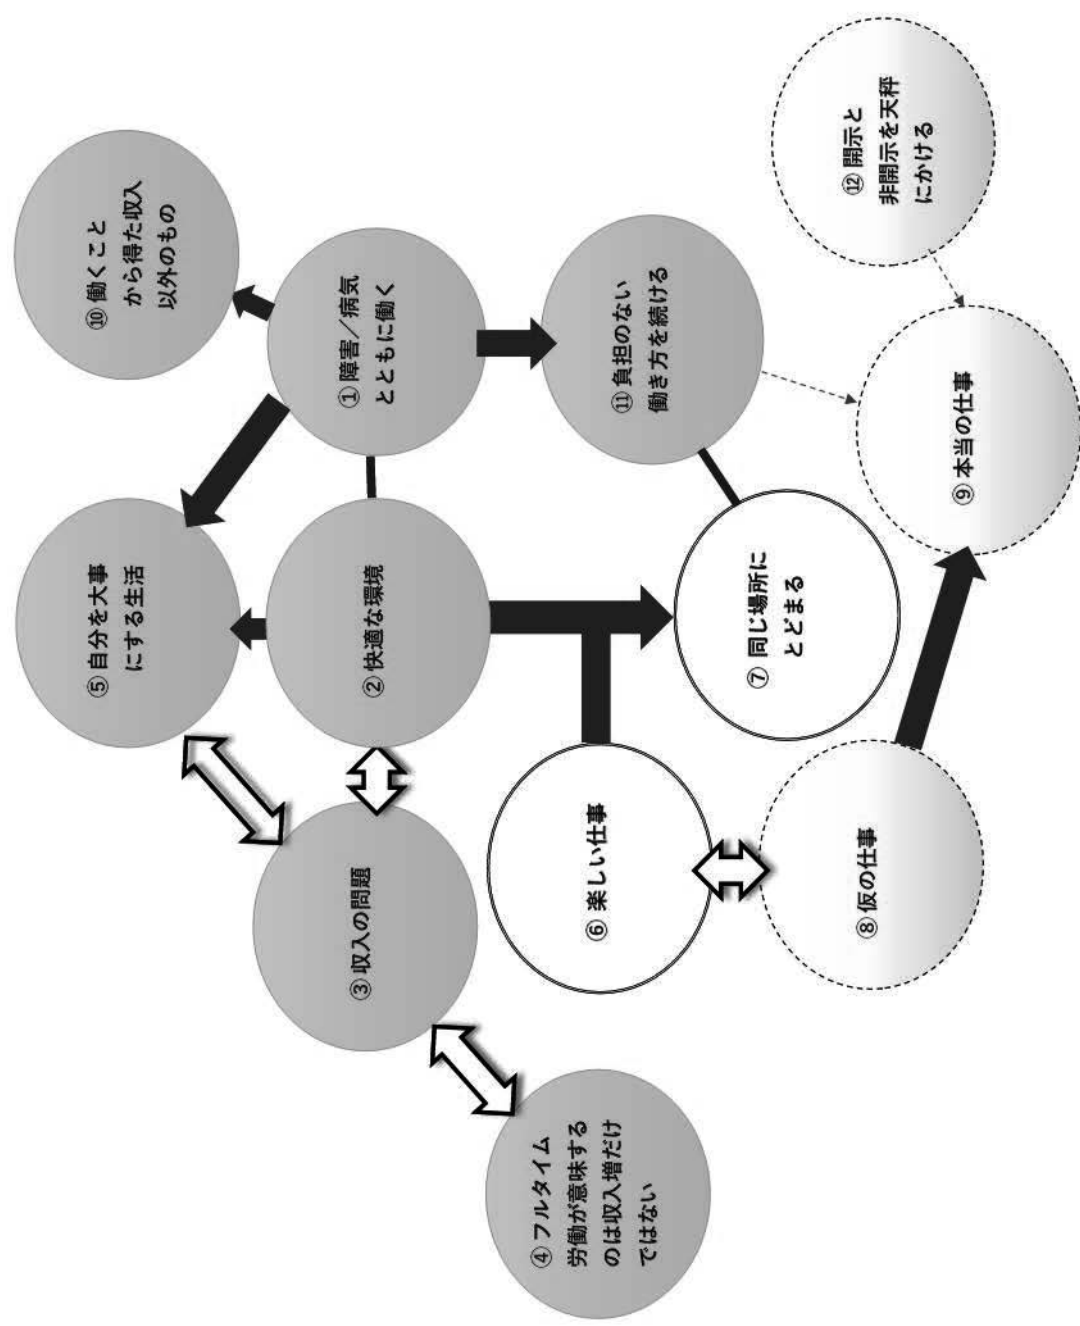 ① 障害／病気
とともに働く
② 快適な環境
③ 収入の問題
④ フルタイム
労働が意味する
のは収入増だけ
ではない
⑤ 自分を大事
にする生活
⑥ 楽しい仕事
⑦ 同じ場所に
とどまる
⑧ 仮の仕事
⑨ 本当の仕事
⑩ 働くこと
から得た収入
以外のもの
⑪ 負担のない
働き方を続ける
⑫ 開示と
非開示を天秤
にかける